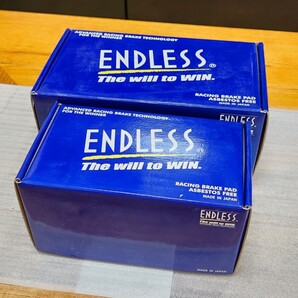 ADVANCED RACING BRAKE TECHNOLOGY
FOR THE WINNER
ENDLESS®
The will to WIN.
RACING BRAKE PAD
ASBESTOS FREE
MADE IN JAPAN
ENDLESS
ADVANCED RACING BRAKE TECHNOLOGY
FOR THE WINNER
ENDLESS
The will to WIN.
RACING BRAKE PAD
ASBESTOS FREE
MADE IN JAPAN
ENDLESS
The will to WIN.